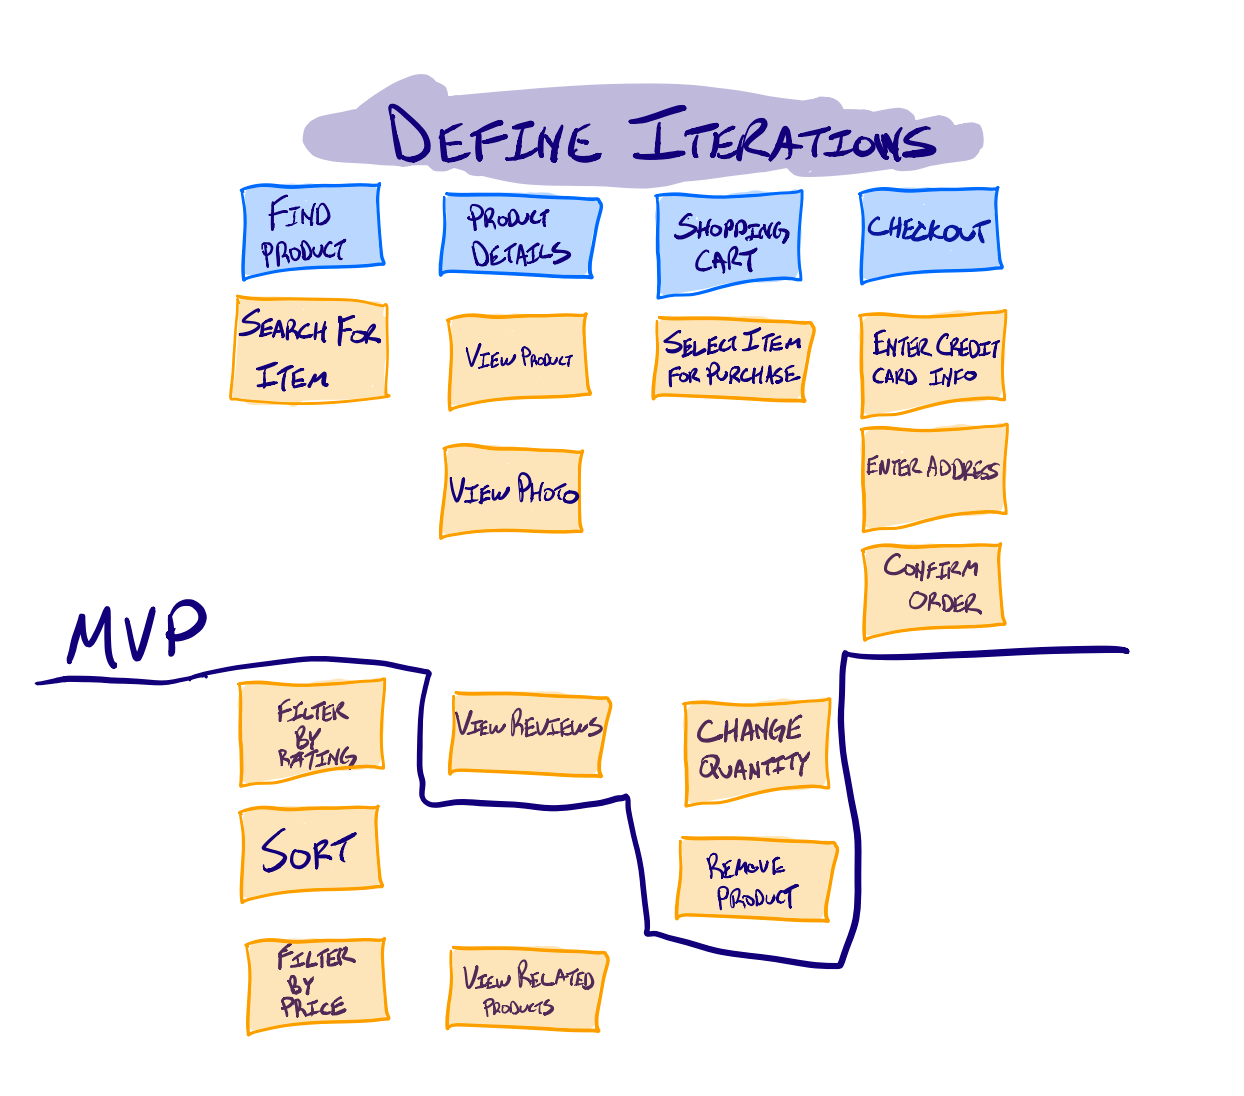 DEFINE ITERATIONS
FIND
PRODUCT
PRODUCT
DETAILS
SHOPPING
CART
CHECKOUT
SEARCH FOR
ITEM
VIEW PRODUCT
SELECT ITEM
FOR PURCHASE
ENTER CREDIT
CARD INFO
VIEW PHOTO
ENTER ADDRESS
CONFIRM
ORDER
MVP
FILTER
BY
RATING
VIEW REVIEWS
CHANGE
QUANTITY
SORT
REMOVE
PRODUCT
FILTER
BY
PRICE
VIEW RELATED
PRODUCTS